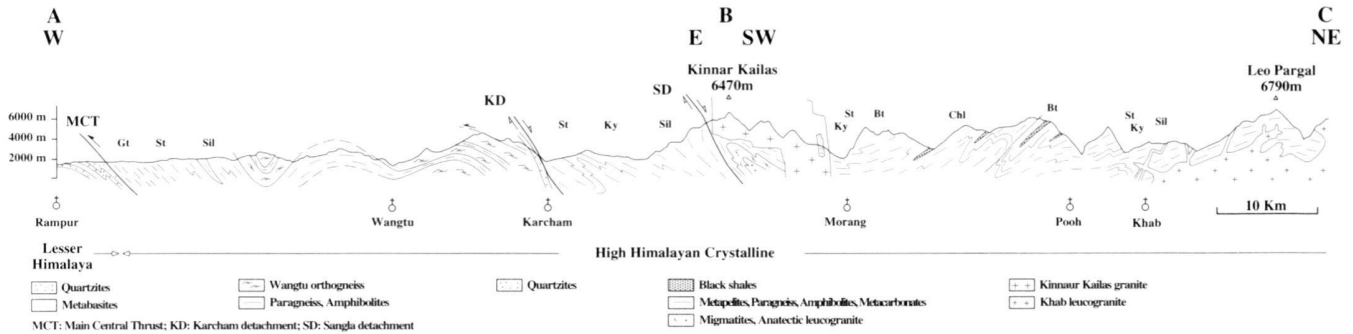 A B C
W E SW NE
Kinnar Kailas
6470m
Leo Pargal
6790m
SD
KD
MCT
6000 m
4000 m
2000 m
Gt St Sil St Ky Sil Ky St Bt Chl Bt St Ky Sil
Rampur Wangtu Karcham Morang Pooh Khab
10 Km
Lesser
Himalaya
High Himalayan Crystalline
Quartzites
Metabasites
Wangtu orthogneiss
Paragneiss, Amphibolites
Quartzites
Black shales
Metapelites, Paragneiss, Amphibolites, Metacarbonates
Migmatites, Anatectic leucogranite
Kinnaur Kailas granite
Khab leucogranite
MCT: Main Central Thrust; KD: Karcham detachment; SD: Sangla detachment